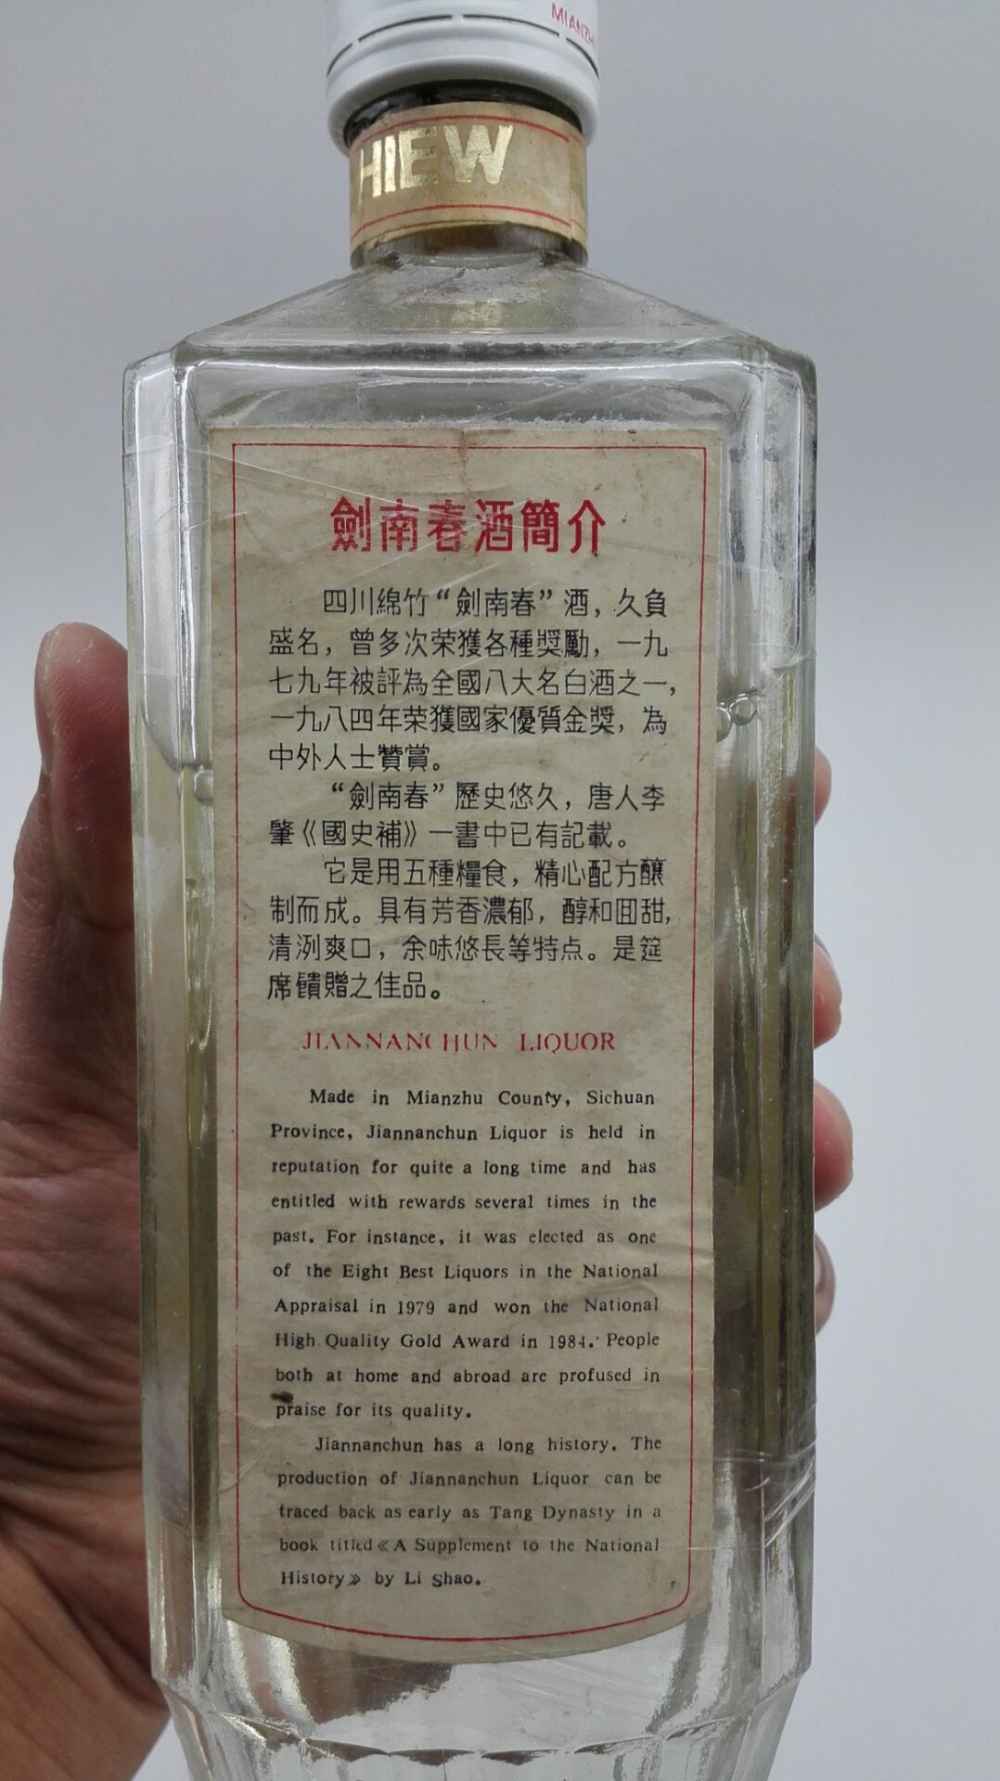 MIANZH
HIEW
劍南春酒簡介
四川綿竹“劍南春”酒，久負
盛名，曾多次荣獲各種獎勵，一九
七九年被評為全國八大名白酒之一，
一九八四年荣獲國家優質金獎，為
中外人士贊賞。
“劍南春”歷史悠久，唐人李
肇《國史補》一書中已有記載。
它是用五種糧食，精心配方釀
制而成。具有芳香濃郁，醇和囬甜，
清洌爽口，余味悠長等特点。是筵
席饋贈之佳品。
JIANNANCHUN LIQUOR
Made in Mianzhu County, Sichuan
Province, Jiannanchun Liquor is held in
reputation for quite a long time and has
entitled with rewards several times in the
past. For instance, it was elected as one
of the Eight Best Liquors in the National
Appraisal in 1979 and won the National
High Quality Gold Award in 1984. People
both at home and abroad are profused in
praise for its quality.
Jiannanchun has a long history. The
production of Jiannanchun Liquor can be
traced back as early as Tang Dynasty in a
book titled《A Supplement to the National
History》 by Li Shao.